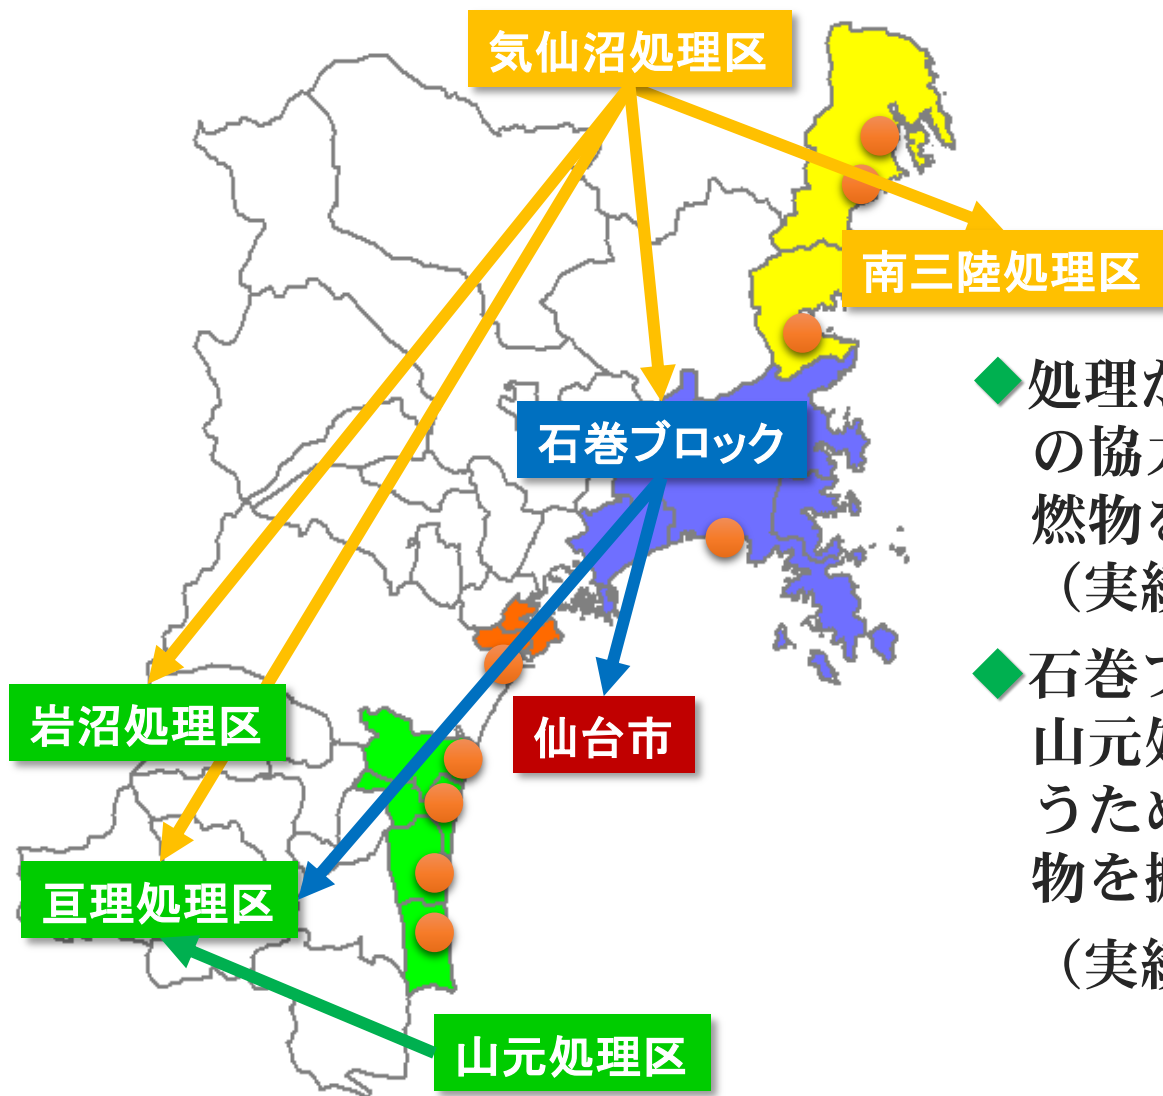 気仙沼処理区
南三陸処理区
石巻ブロック
仙台市
岩沼処理区
亘理処理区
山元処理区
処理
の協
燃物
（実績
石巻ブ
山元処
うため
物を搬
（実績